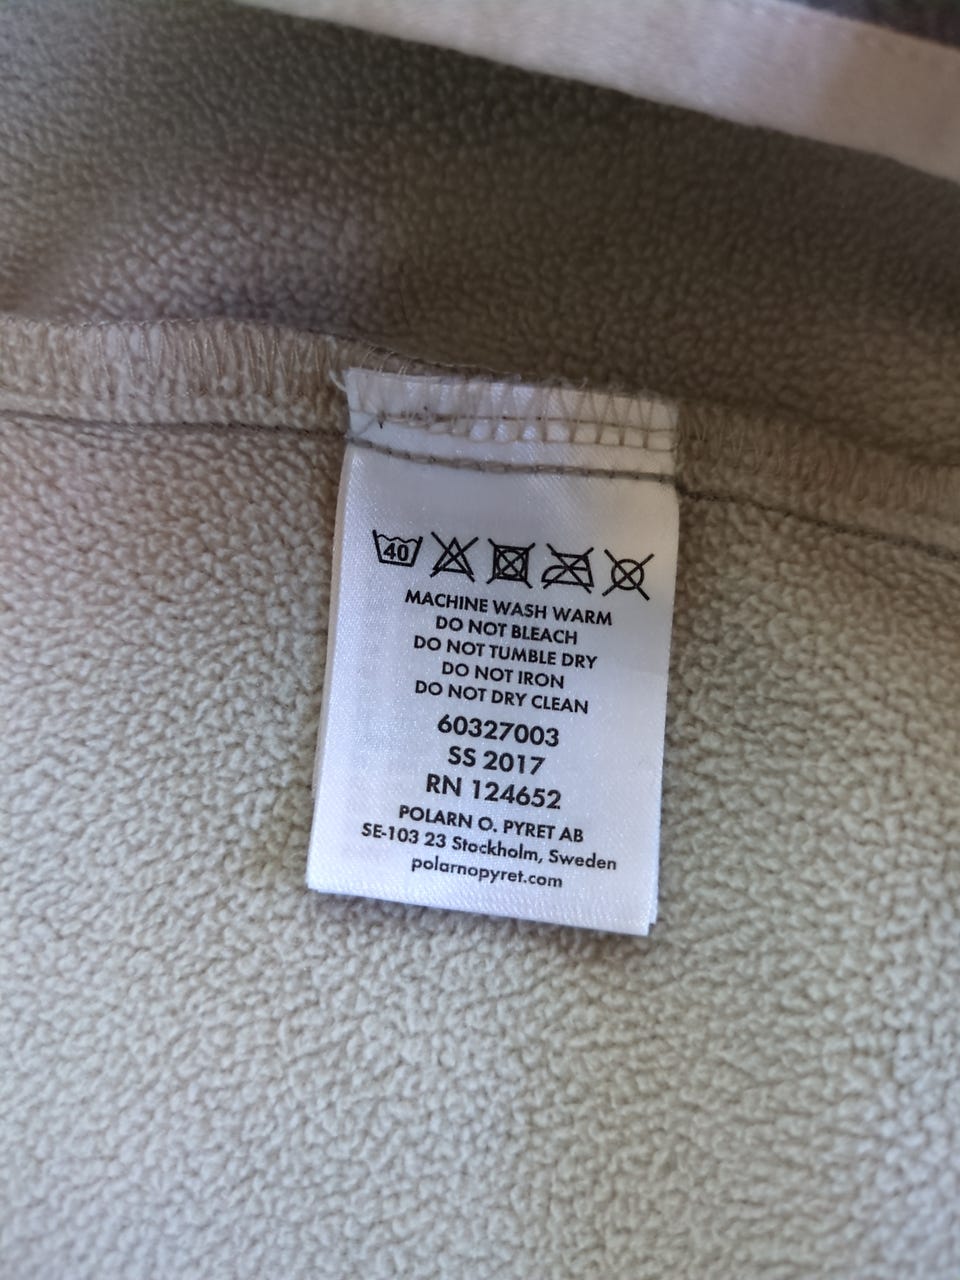 40
MACHINE WASH WARM
DO NOT BLEACH
DO NOT TUMBLE DRY
DO NOT IRON
DO NOT DRY CLEAN
60327003
SS 2017
RN 124652
POLARN O. PYRET AB
SE-103 23 Stockholm, Sweden
polarnopyret.com